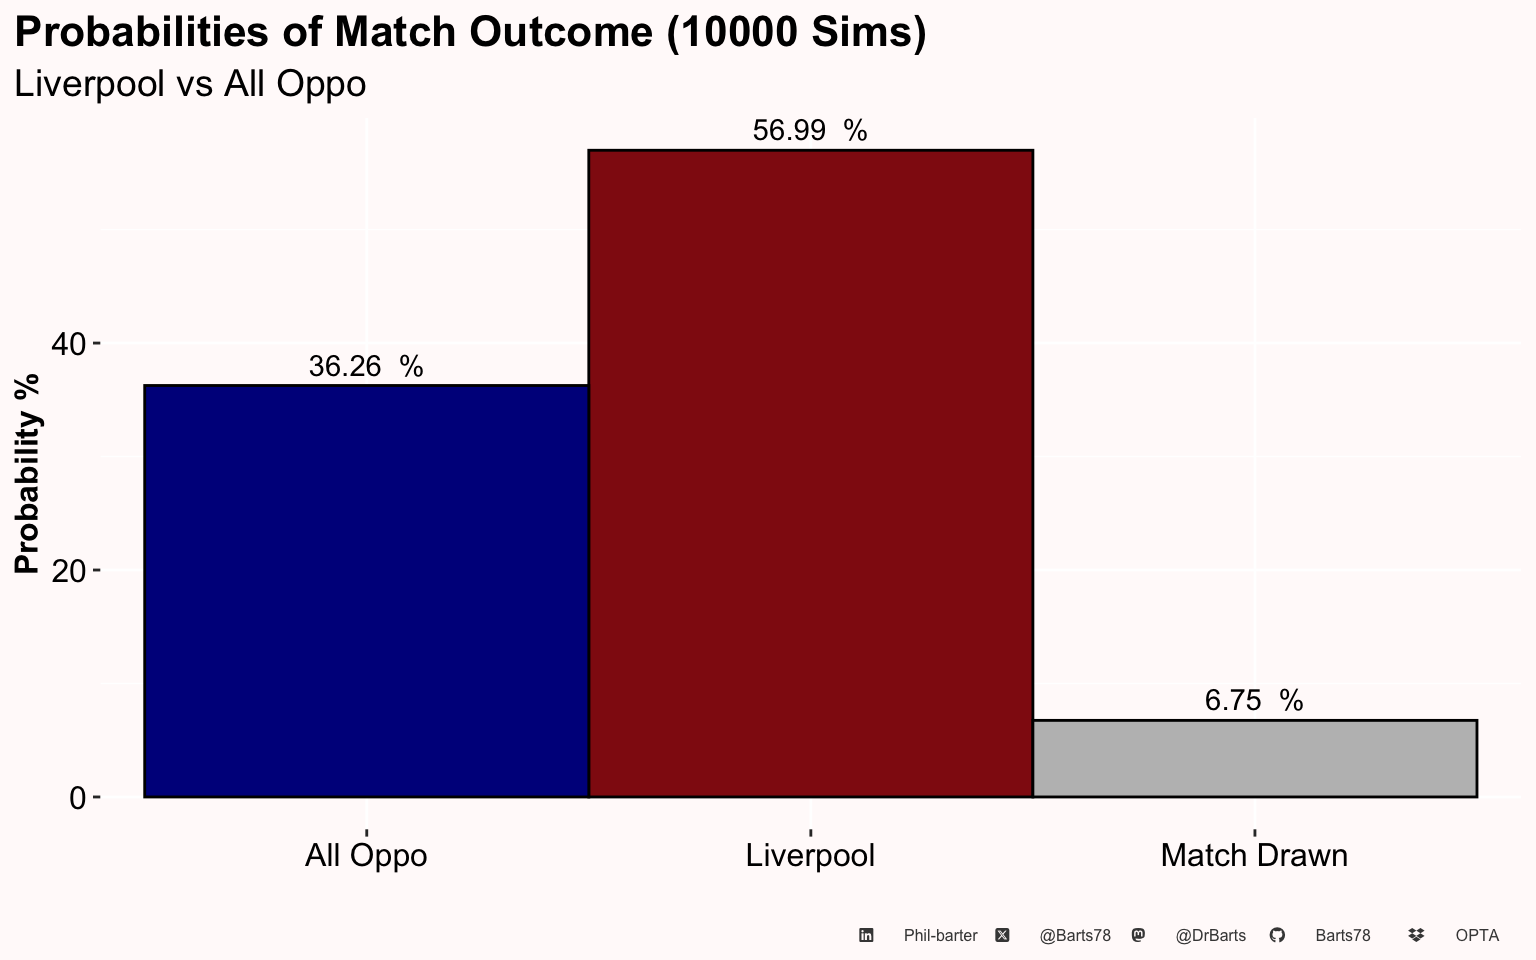 Probabilities of Match Outcome (10000 Sims)
Liverpool vs All Oppo
56.99 %
36.26 %
6.75 %
Probability %
40
20
0
All Oppo
Liverpool
Match Drawn
Phil-barter @Barts78 @DrBarts Barts78 OPTA